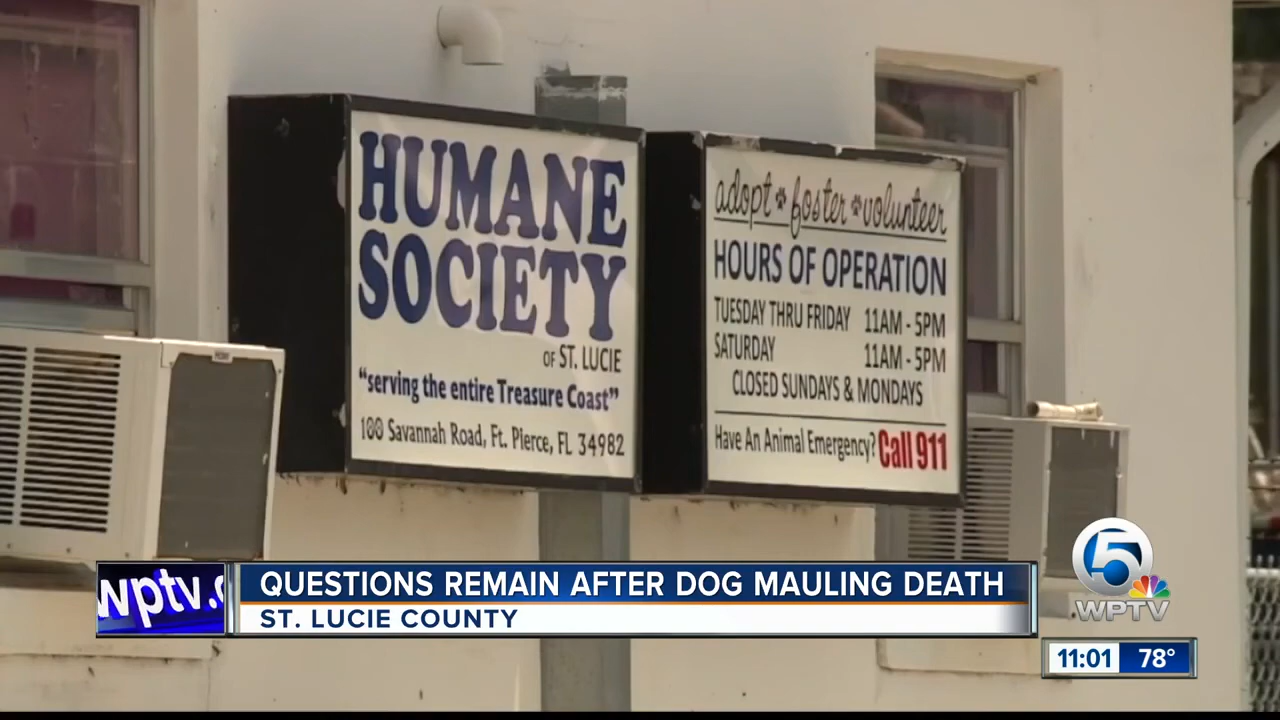 HUMANE
SOCIETY
OF ST. LUCIE
"serving the entire Treasure Coast"
100 Savannah Road, Ft. Pierce, FL 34982
adopt foster volunteer
HOURS OF OPERATION
TUESDAY THRU FRIDAY 11AM - 5PM
SATURDAY 11AM - 5PM
CLOSED SUNDAYS & MONDAYS
Have An Animal Emergency? Call 911
wptv.
QUESTIONS REMAIN AFTER DOG MAULING DEATH
ST. LUCIE COUNTY
5
WPTV
11:01 78°